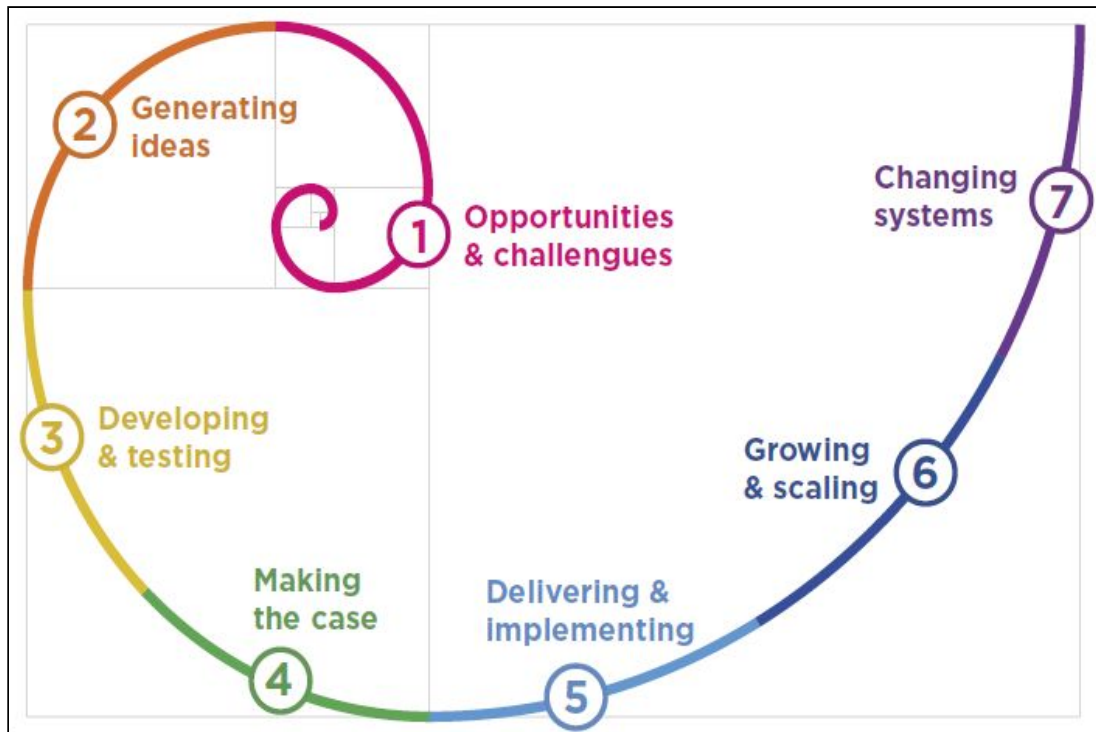 1
Opportunities
& challengues
2
Generating
ideas
3
Developing
& testing
4
Making
the case
5
Delivering &
implementing
6
Growing
& scaling
7
Changing
systems